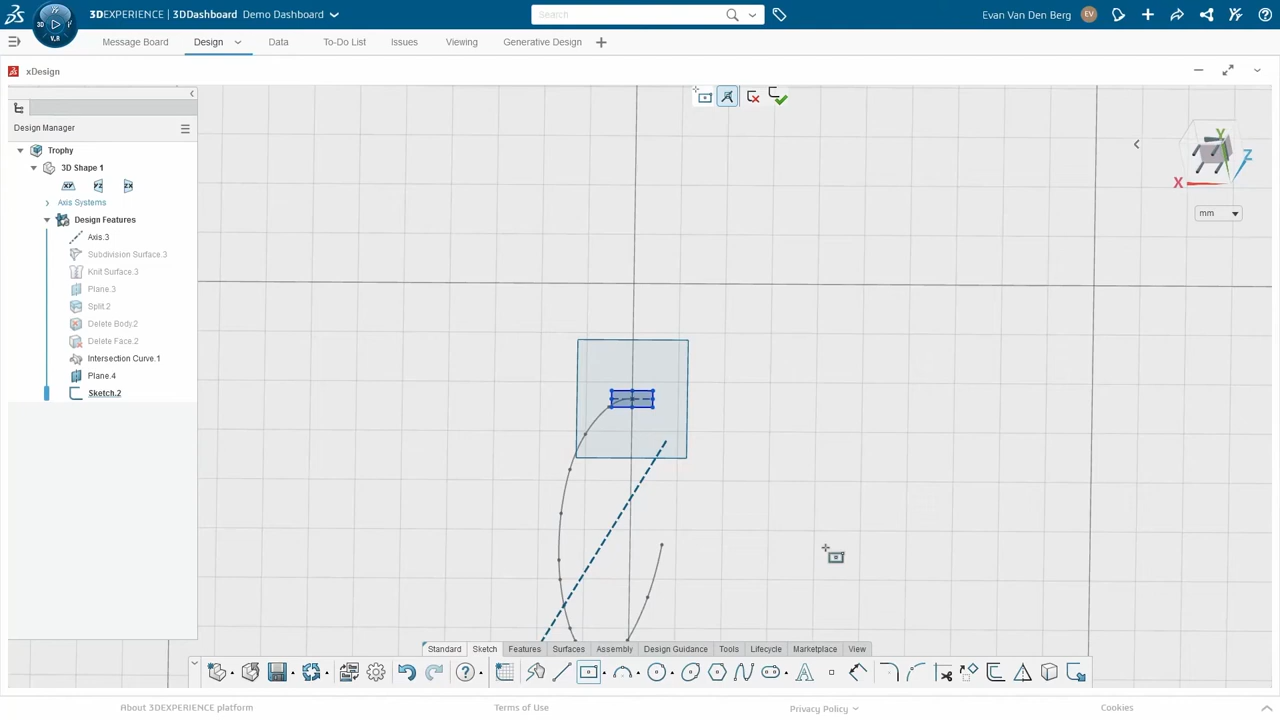 3DEXPERIENCE | 3DDashboard Demo Dashboard
Search
Evan Van Den Berg EV
3D V.R
Message Board Design Data To-Do List Issues Viewing Generative Design
xDesign
Design Manager
Trophy
3D Shape 1
XY YZ ZX
Axis Systems
Design Features
Axis.3
Subdivision Surface.3
Knit Surface.3
Plane.3
Split.2
Delete Body.2
Delete Face.2
Intersection Curve.1
Plane.4
Sketch.2
Y
Z
X
mm
Standard Sketch Features Surfaces Assembly Design Guidance Tools Lifecycle Marketplace View
About 3DEXPERIENCE platform Terms of Use Privacy Policy Cookies